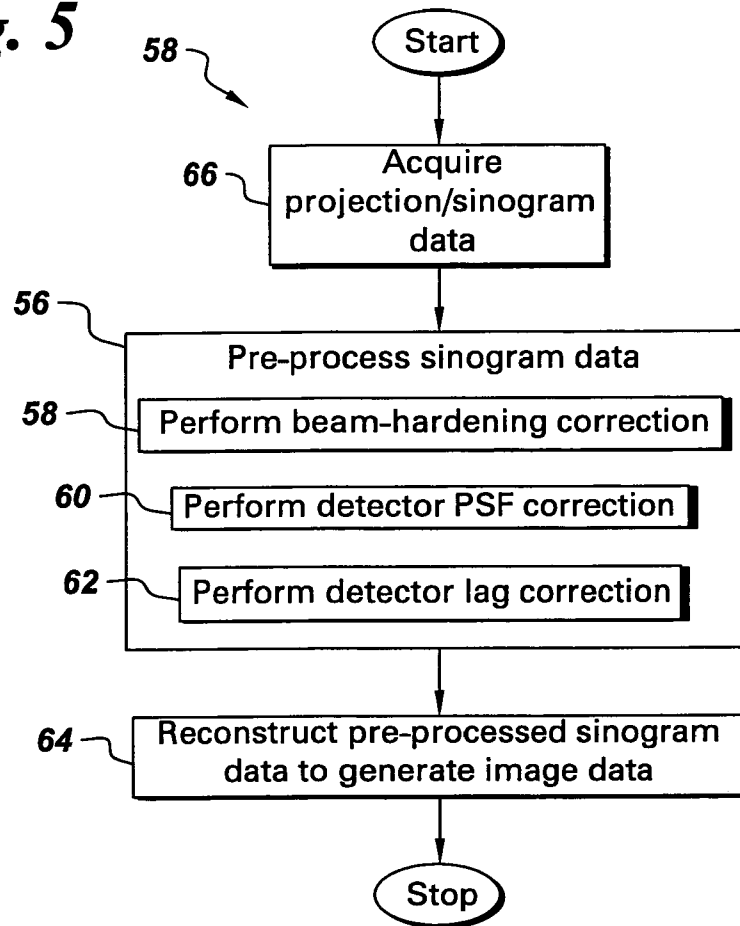 g. 5
58
Start
66
Acquire
projection/sinogram
data
56
Pre-process sinogram data
58
Perform beam-hardening correction
60
Perform detector PSF correction
62
Perform detector lag correction
64
Reconstruct pre-processed sinogram
data to generate image data
Stop